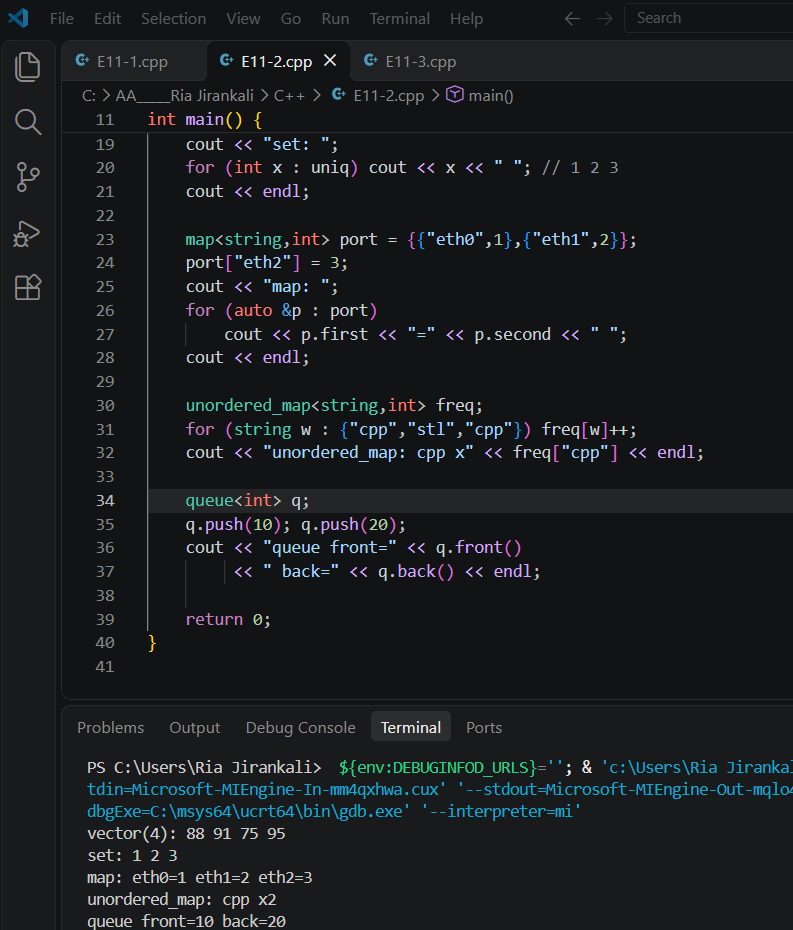 File Edit Selection View Go Run Terminal Help Search
E11-1.cpp E11-2.cpp E11-3.cpp
C: > AA_____Ria Jirankali > C++ > E11-2.cpp > main()
11 int main() {
19 cout << "set: ";
20 for (int x : uniq) cout << x << " "; // 1 2 3
21 cout << endl;
22
23 map<string,int> port = {{"eth0",1},{"eth1",2}};
24 port["eth2"] = 3;
25 cout << "map: ";
26 for (auto &p : port)
27 cout << p.first << "=" << p.second << " ";
28 cout << endl;
29
30 unordered_map<string,int> freq;
31 for (string w : {"cpp","stl","cpp"}) freq[w]++;
32 cout << "unordered_map: cpp x" << freq["cpp"] << endl;
33
34 queue<int> q;
35 q.push(10); q.push(20);
36 cout << "queue front=" << q.front()
37 << " back=" << q.back() << endl;
38
39 return 0;
40 }
41
Problems Output Debug Console Terminal Ports
PS C:\Users\Ria Jirankali> ${env:DEBUGINFOD_URLS}=''; & 'c:\Users\Ria Jirankal
tdin=Microsoft-MIEngine-In-mm4qxhwa.cux' '--stdout=Microsoft-MIEngine-Out-mqlo4
dbgExe=C:\msys64\ucrt64\bin\gdb.exe' '--interpreter=mi'
vector(4): 88 91 75 95
set: 1 2 3
map: eth0=1 eth1=2 eth2=3
unordered_map: cpp x2
queue front=10 back=20